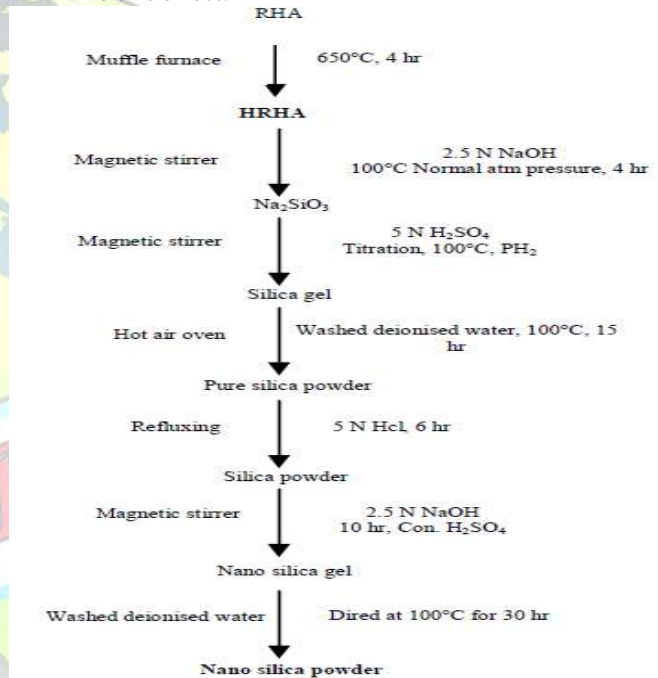 RHA
Muffle furnace 650°C, 4 hr
HRHA
Magnetic stirrer 2.5 N NaOH
100°C Normal atm pressure, 4 hr
Na₂SiO₃
Magnetic stirrer 5 N H₂SO₄
Titration, 100°C, PH₂
Silica gel
Hot air oven Washed deionised water, 100°C, 15
hr
Pure silica powder
Refluxing 5 N Hcl, 6 hr
Silica powder
Magnetic stirrer 2.5 N NaOH
10 hr, Con. H₂SO₄
Nano silica gel
Washed deionised water Dired at 100°C for 30 hr
Nano silica powder